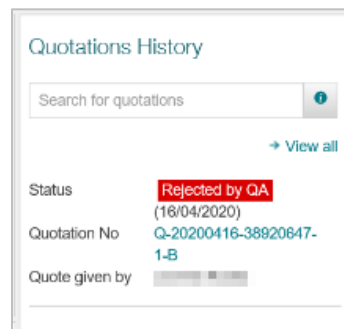 Quotations History
Search for quotations
→ View all
Status Rejected by QA
(16/04/2020)
Quotation No Q-20200416-38920647-
1-B
Quote given by